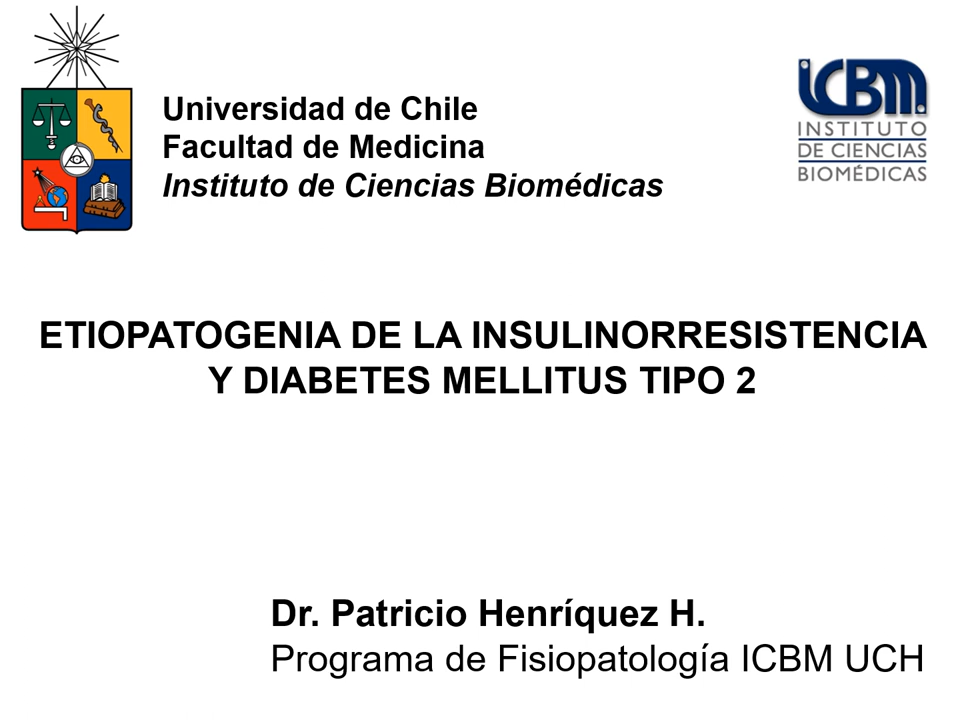 Universidad de Chile
Facultad de Medicina
Instituto de Ciencias Biomédicas
ICBM.
INSTITUTO
DE CIENCIAS
BIOMÉDICAS
ETIOPATOGENIA DE LA INSULINORRESISTENCIA
Y DIABETES MELLITUS TIPO 2
Dr. Patricio Henríquez H.
Programa de Fisiopatología ICBM UCH